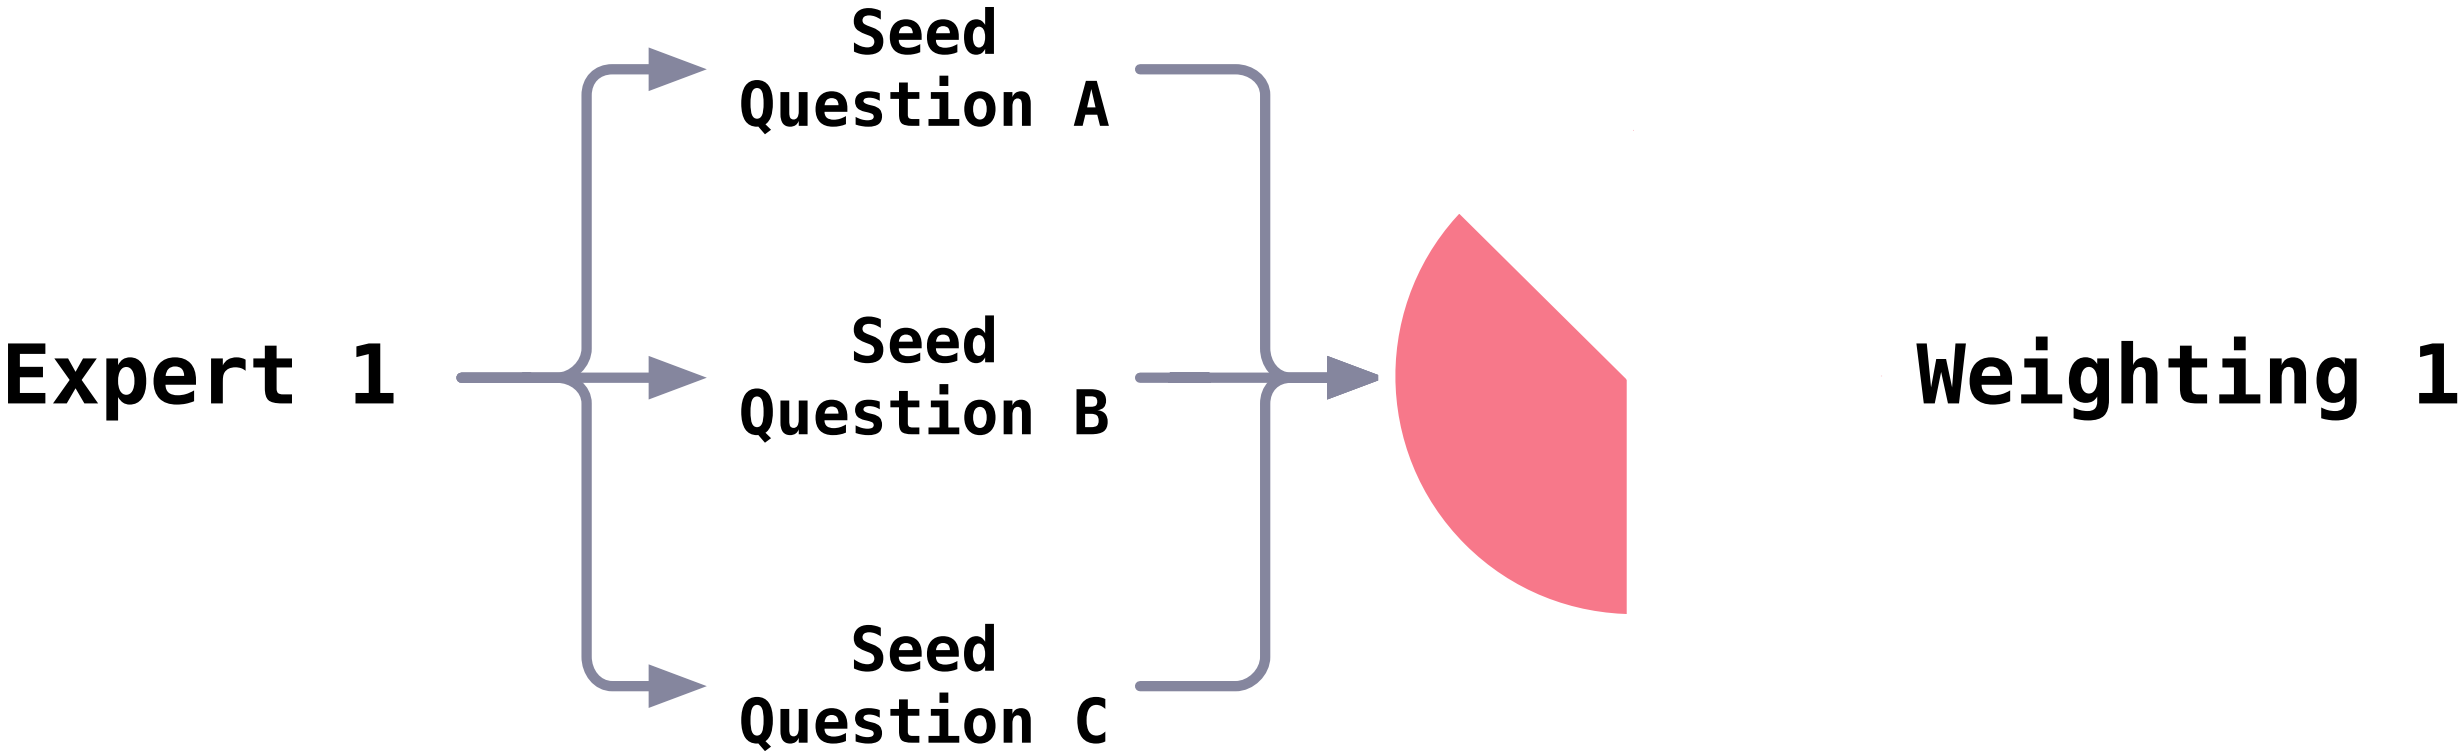 Expert 1
Seed
Question A
Seed
Question B
Seed
Question C
Weighting 1